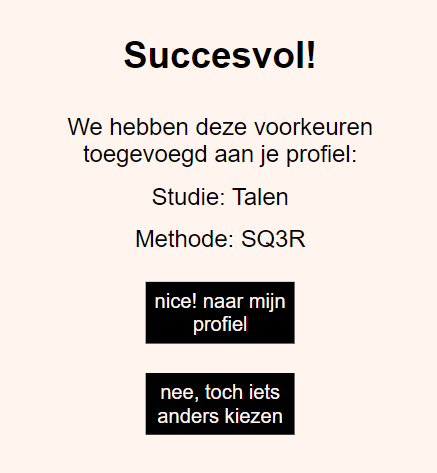 Succesvol!
We hebben deze voorkeuren
toegevoegd aan je profiel:
Studie: Talen
Methode: SQ3R
nice! naar mijn
profiel
nee, toch iets
anders kiezen